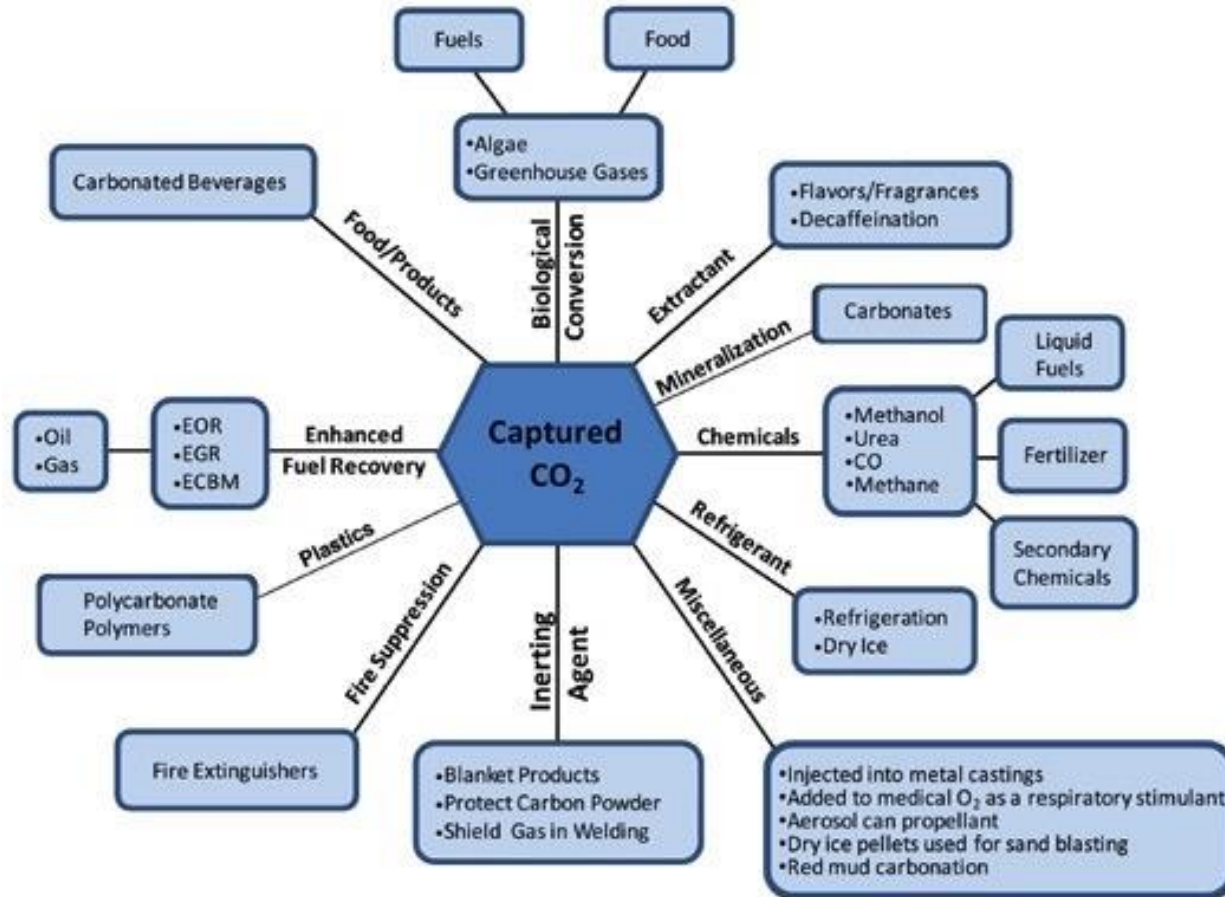 Fuels
Food
•Algae
•Greenhouse Gases
Carbonated Beverages
•Flavors/Fragrances
•Decaffeination
Food/Products
Biological
Conversion
Extractant
Mineralization
Carbonates
Liquid
Fuels
•Oil
•Gas
•EOR
•EGR
•ECBM
Enhanced
Fuel Recovery
Captured
CO₂
Chemicals
•Methanol
•Urea
•CO
•Methane
Fertilizer
Secondary
Chemicals
Plastics
Polycarbonate
Polymers
Refrigerant
•Refrigeration
•Dry Ice
Fire Suppression
Inerting
Agent
Miscellaneous
Fire Extinguishers
•Blanket Products
•Protect Carbon Powder
•Shield Gas in Welding
•Injected into metal castings
•Added to medical O₂ as a respiratory stimulant
•Aerosol can propellant
•Dry ice pellets used for sand blasting
•Red mud carbonation